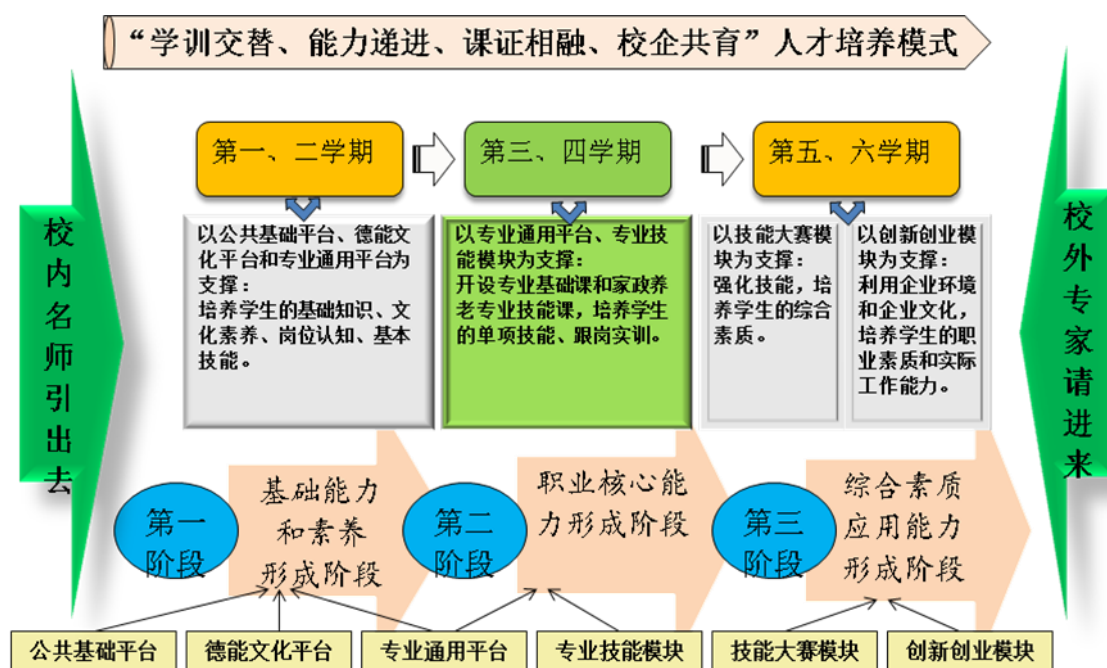 “学训交替、能力递进、课证相融、校企共育”人才培养模式
第一、二学期
第三、四学期
第五、六学期
校内名师引出去
以公共基础平台、德能文
化平台和专业通用平台为
支撑：
培养学生的基础知识、文
化素养、岗位认知、基本
技能。
以专业通用平台、专业技
能模块为支撑：
开设专业基础课和家政养
老专业技能课，培养学生
的单项技能、跟岗实训。
以技能大赛模
块为支撑：
强化技能，培
养学生的综合
素质。
以创新创业模
块为支撑：
利用企业环境
和企业文化，
培养学生的职
业素质和实际
工作能力。
校外专家请进来
第一
阶段
基础能力
和素养
形成阶段
第二
阶段
职业核心能
力形成阶段
第三
阶段
综合素质
应用能力
形成阶段
公共基础平台
德能文化平台
专业通用平台
专业技能模块
技能大赛模块
创新创业模块